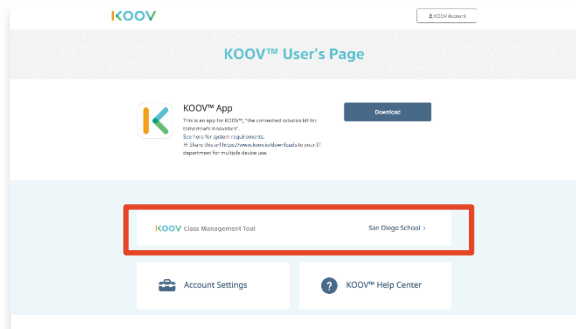 KOOV
KOOV Account
KOOV™ User's Page
KOOV™ App
This is an app for KOOV™, "the connected robotics kit for
tomorrow's innovators".
See here for system requirements.
※ Share this url https://www.koov.io/downloads to your IT
department for multiple device use.
Download
KOOV Class Management Tool
San Diego School >
Account Settings
? KOOV™ Help Center